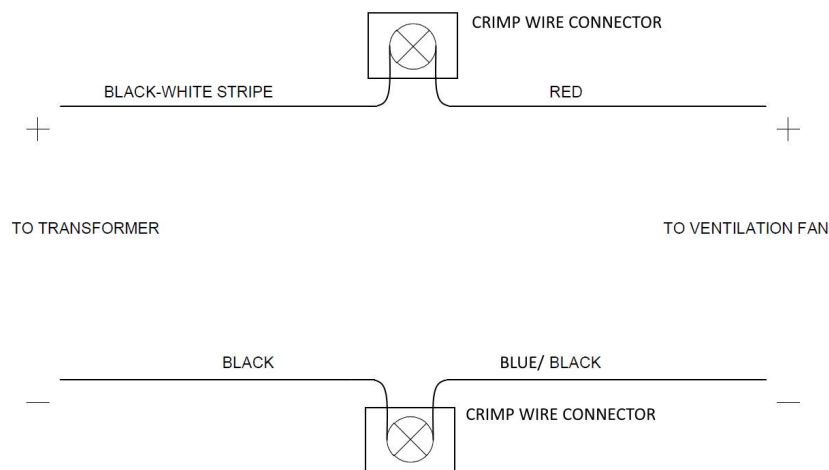 CRIMP WIRE CONNECTOR
BLACK-WHITE STRIPE
RED
+
+
TO TRANSFORMER
TO VENTILATION FAN
BLACK
BLUE/ BLACK
—
—
CRIMP WIRE CONNECTOR